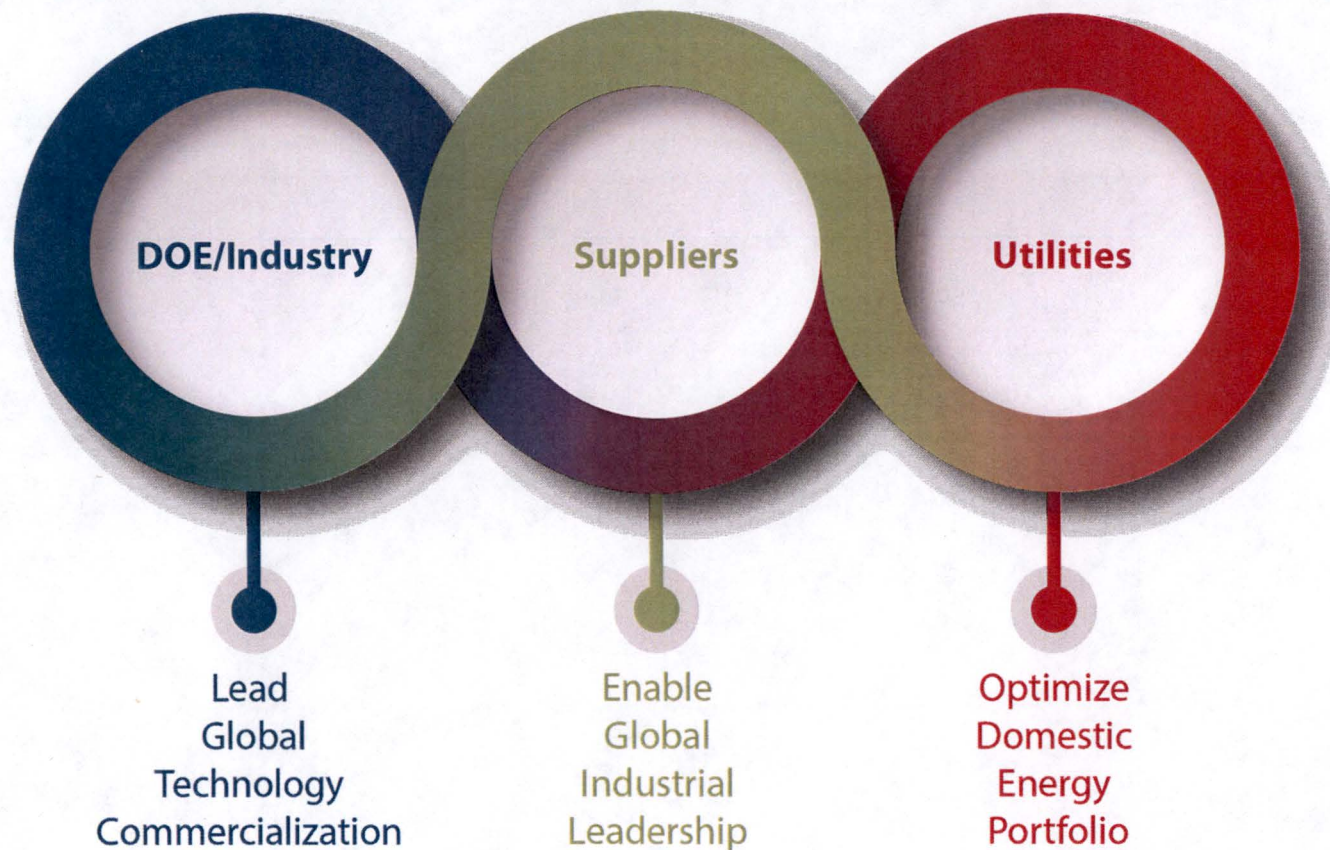 DOE/Industry
Suppliers
Utilities
Lead
Global
Technology
Commercialization
Enable
Global
Industrial
Leadership
Optimize
Domestic
Energy
Portfolio